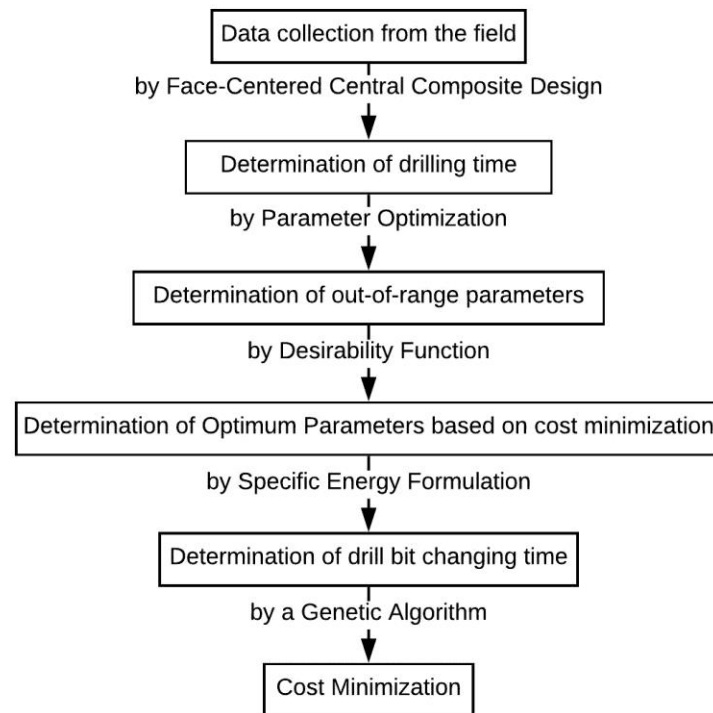 Data collection from the field
by Face-Centered Central Composite Design
Determination of drilling time
by Parameter Optimization
Determination of out-of-range parameters
by Desirability Function
Determination of Optimum Parameters based on cost minimization
by Specific Energy Formulation
Determination of drill bit changing time
by a Genetic Algorithm
Cost Minimization